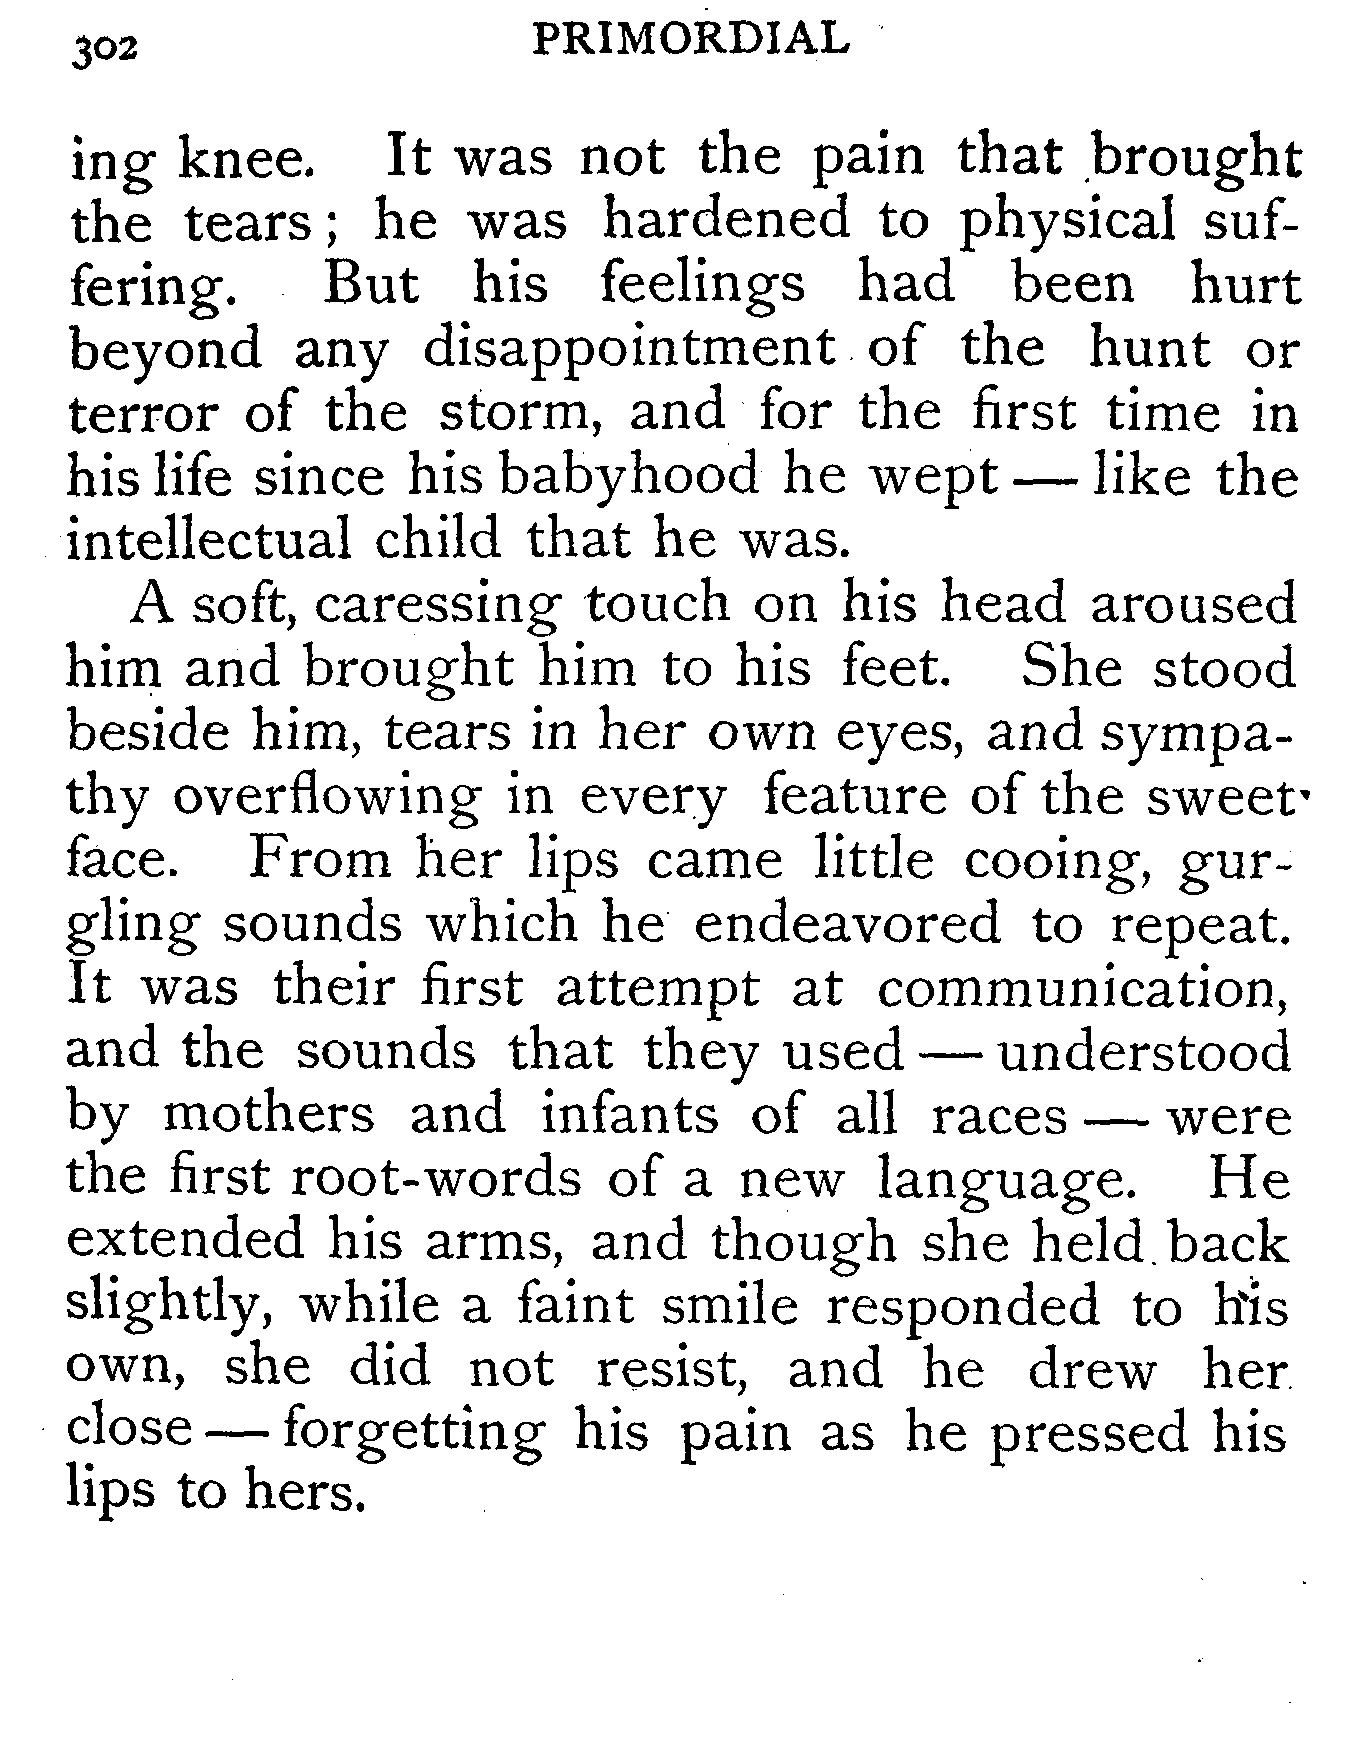 302
PRIMORDIAL
ing knee. It was not the pain that brought
the tears; he was hardened to physical suf-
fering. But his feelings had been hurt
beyond any disappointment of the hunt or
terror of the storm, and for the first time in
his life since his babyhood he wept — like the
intellectual child that he was.
A soft, caressing touch on his head aroused
him and brought him to his feet. She stood
beside him, tears in her own eyes, and sympa-
thy overflowing in every feature of the sweet
face. From her lips came little cooing, gur-
gling sounds which he endeavored to repeat.
It was their first attempt at communication,
and the sounds that they used — understood
by mothers and infants of all races — were
the first root-words of a new language. He
extended his arms, and though she held back
slightly, while a faint smile responded to his
own, she did not resist, and he drew her
close — forgetting his pain as he pressed his
lips to hers.